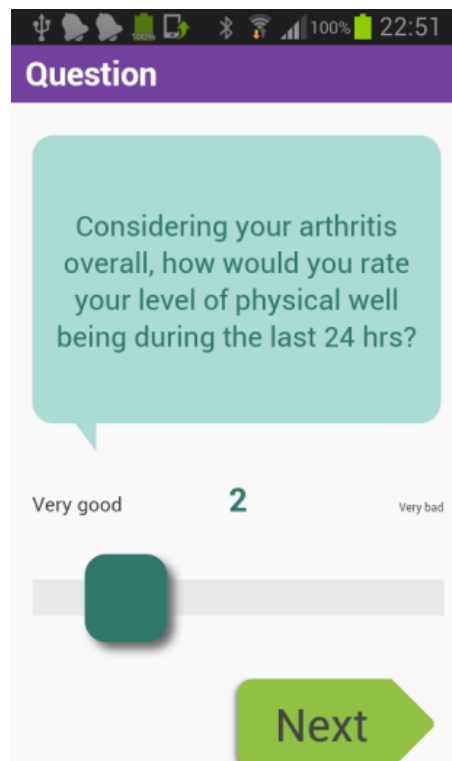 100% 100% 22:51
Question
Considering your arthritis
overall, how would you rate
your level of physical well
being during the last 24 hrs?
Very good 2 Very bad
Next